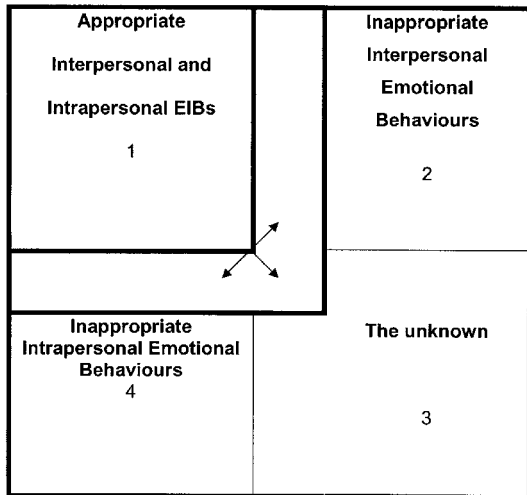 Appropriate
Interpersonal and
Intrapersonal EIBs
1
Inappropriate
Interpersonal
Emotional
Behaviours
2
Inappropriate
Intrapersonal Emotional
Behaviours
4
The unknown
3